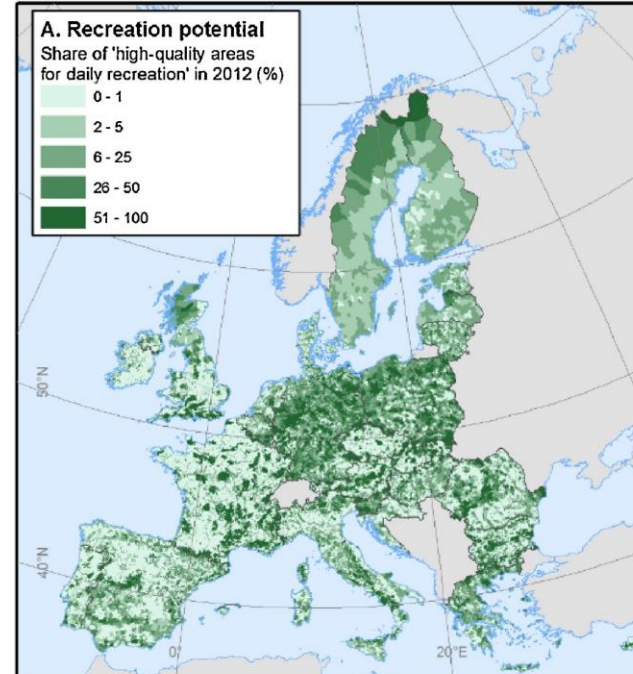 A. Recreation potential
Share of 'high-quality areas
for daily recreation' in 2012 (%)
0 - 1
2 - 5
6 - 25
26 - 50
51 - 100
50°N
40°N
0°
20°E